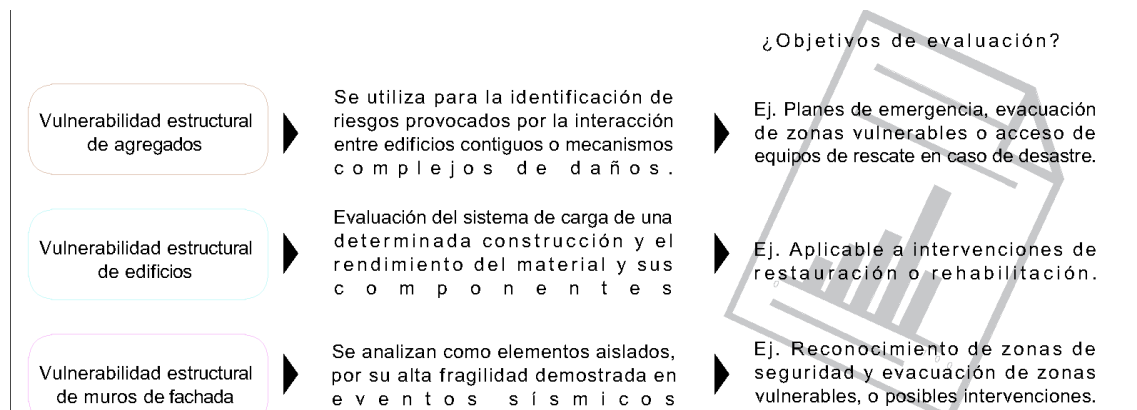 ¿Objetivos de evaluación?
Vulnerabilidad estructural
de agregados
Se utiliza para la identificación de
riesgos provocados por la interacción
entre edificios contiguos o mecanismos
complejos de daños.
Ej. Planes de emergencia, evacuación
de zonas vulnerables o acceso de
equipos de rescate en caso de desastre.
Vulnerabilidad estructural
de edificios
Evaluación del sistema de carga de una
determinada construcción y el
rendimiento del material y sus
componentes
Ej. Aplicable a intervenciones de
restauración o rehabilitación.
Vulnerabilidad estructural
de muros de fachada
Se analizan como elementos aislados,
por su alta fragilidad demostrada en
eventos sísmicos
Ej. Reconocimiento de zonas de
seguridad y evacuación de zonas
vulnerables, o posibles intervenciones.